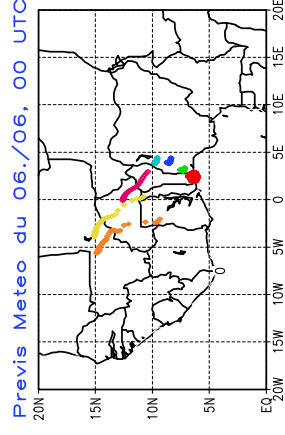 Previs Meteo du 06./06, 00 UTC
20N
15N
10N
5N
EQ
20W
15W
10W
5W
0
5E
10E
15E
20E
0